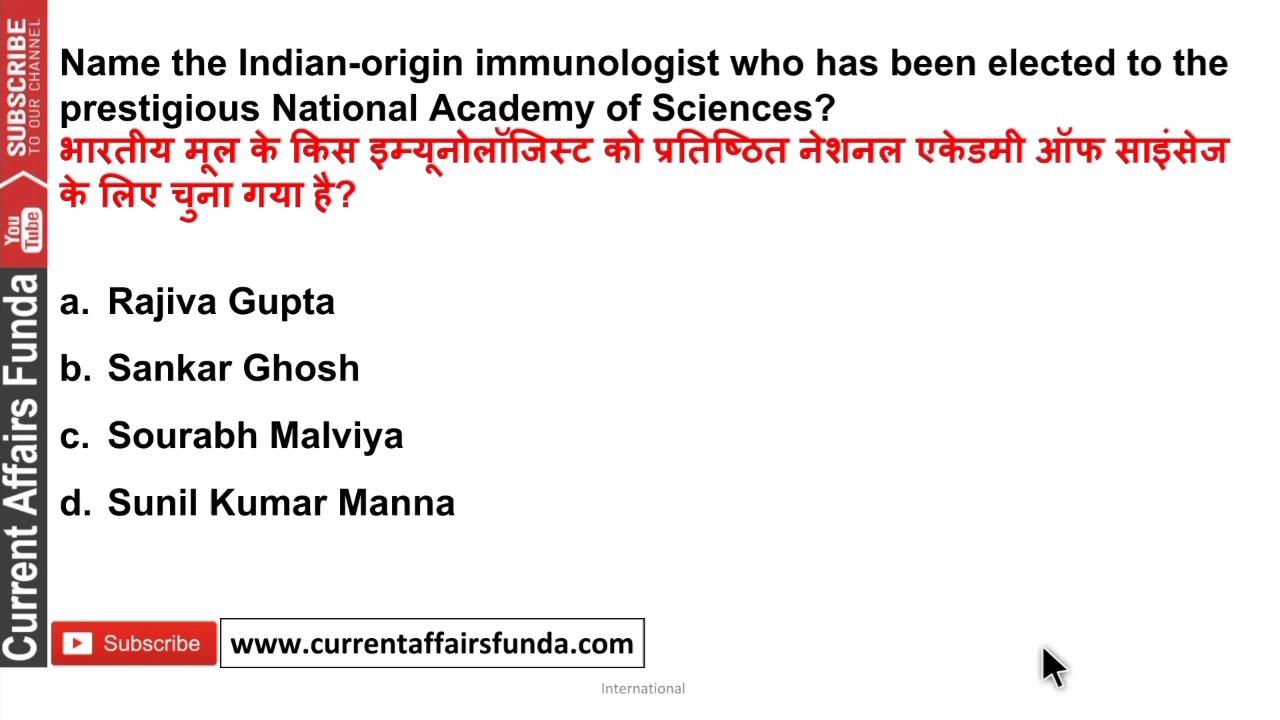 Name the Indian-origin immunologist who has been elected to the
prestigious National Academy of Sciences?
भारतीय मूल के किस इम्यूनोलॉजिस्ट को प्रतिष्ठित नेशनल एकेडमी ऑफ साइंसेज
के लिए चुना गया है?
a. Rajiva Gupta
b. Sankar Ghosh
c. Sourabh Malviya
d. Sunil Kumar Manna
Subscribe
www.currentaffairsfunda.com
International
SUBSCRIBE
TO OUR CHANNEL
You
Tube
Current Affairs Funda